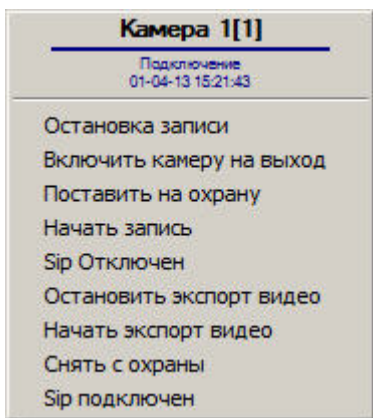 Камера 1[1]
Подключение
01-04-13 15:21:43
Остановка записи
Включить камеру на выход
Поставить на охрану
Начать запись
Sip Отключен
Остановить экспорт видео
Начать экспорт видео
Снять с охраны
Sip подключен